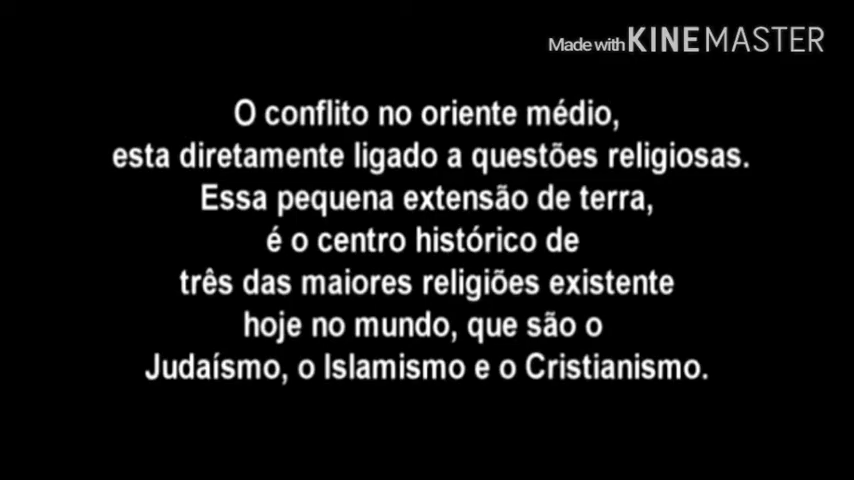 Made with KINEMASTER
O conflito no oriente médio,
esta diretamente ligado a questões religiosas.
Essa pequena extensão de terra,
é o centro histórico de
três das maiores religiões existente
hoje no mundo, que são o
Judaísmo, o Islamismo e o Cristianismo.